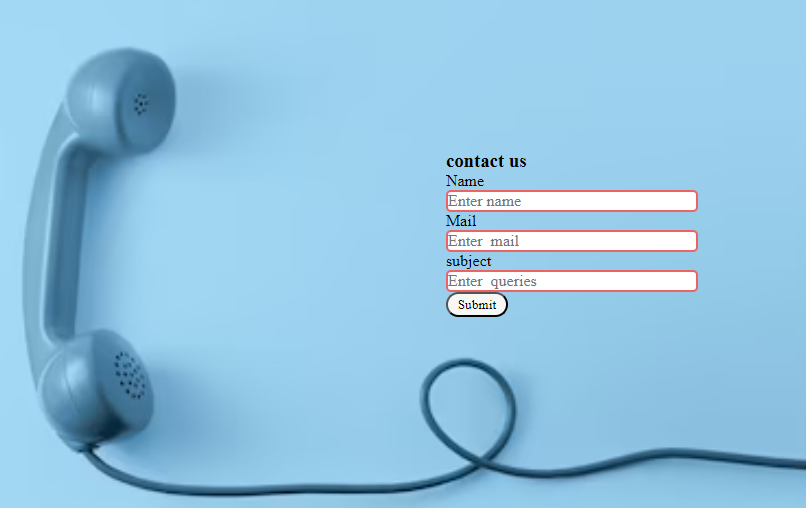 contact us
Name
Enter name
Mail
Enter  mail
subject
Enter  queries
Submit